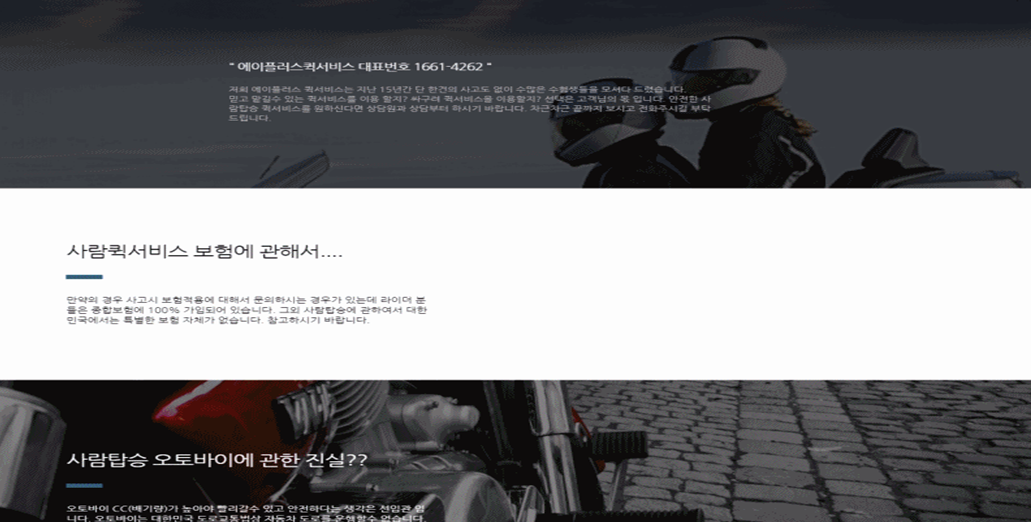 " 에이플러스퀵서비스 대표번호 1661-4262 "
저희 에이플러스 퀵서비스는 지난 15년간 단 한건의 사고도 없이 수많은 수험생들을 모셔다 드렸습니다.
믿고 맡길수 있는 퀵서비스를 이용 할지? 싸구려 퀵서비스을 이용할지? 선택은 고객님의 몫 입니다. 안전한 사
람탑승 퀵서비스를 원하신다면 상담원과 상담부터 하시기 바랍니다. 차근차근 끝까지 보시고 전화주시길 부탁
드립니다.
사람퀵서비스 보험에 관해서....
만약의 경우 사고시 보험적용에 대해서 문의하시는 경우가 있는데 라이더 분
들은 종합보험에 100% 가입되어 있습니다. 그외 사람탑승에 관하여서 대한
민국에서는 특별한 보험 자체가 없습니다. 참고하시기 바랍니다.
사람탑승 오토바이에 관한 진실??
오토바이 CC(배기량)가 높아야 빨리갈수 있고 안전하다는 생각은 선입관 입
니다. 오토바이는 대한민국 도로교통법상 자동차 도로를 운행할수 없습니다.